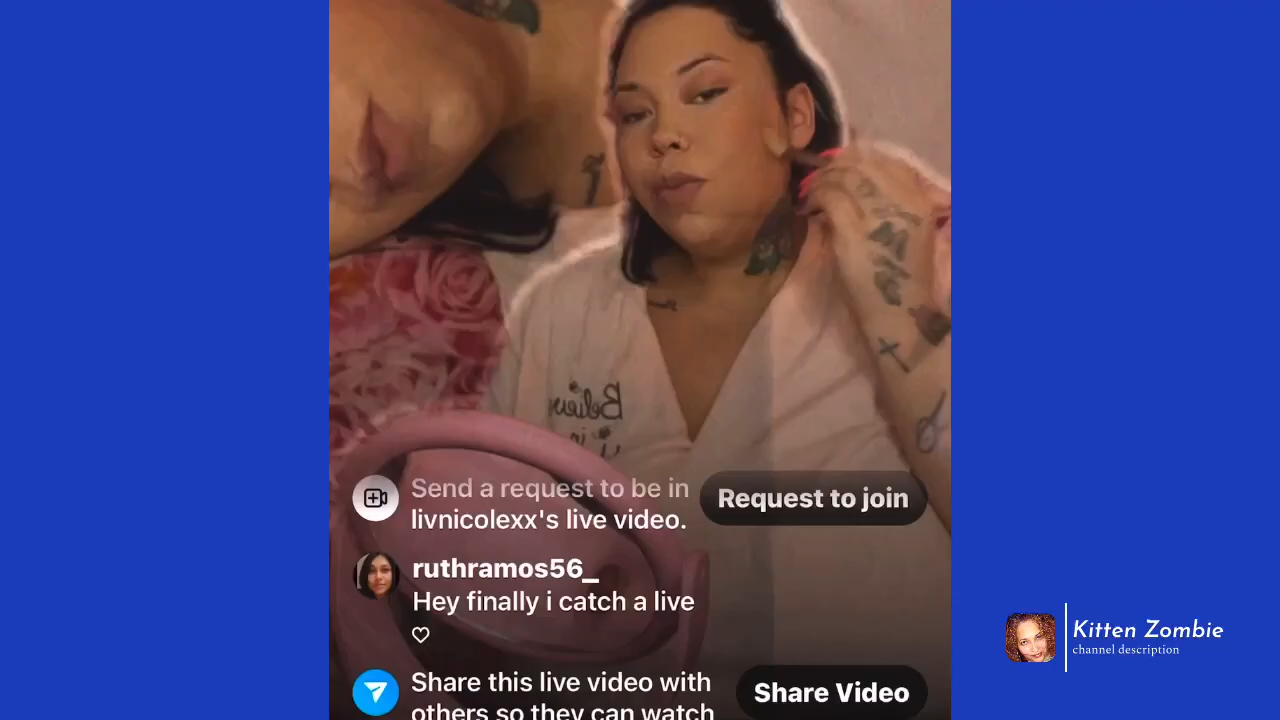 Send a request to be in
livnicolexx's live video.
Request to join
ruthramos56_
Hey finally i catch a live
♡
Share this live video with
others so they can watch
Share Video
Kitten Zombie
channel description